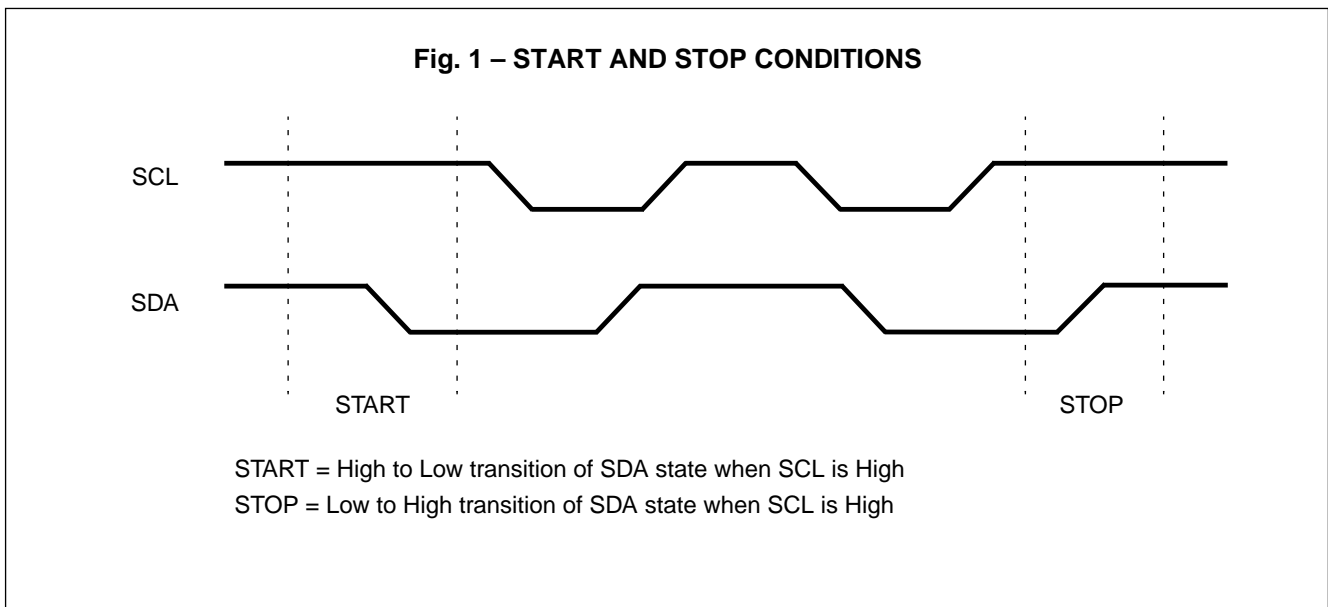 Fig. 1 – START AND STOP CONDITIONS
SCL
SDA
START
STOP
START = High to Low transition of SDA state when SCL is High
STOP = Low to High transition of SDA state when SCL is High